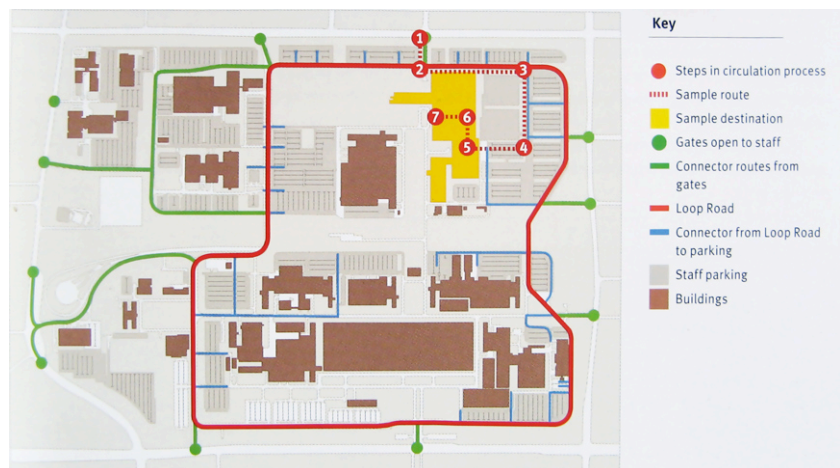 Key
Steps in circulation process
Sample route
Sample destination
Gates open to staff
Connector routes from
gates
Loop Road
Connector from Loop Road
to parking
Staff parking
Buildings
1
2
3
7
6
5
4